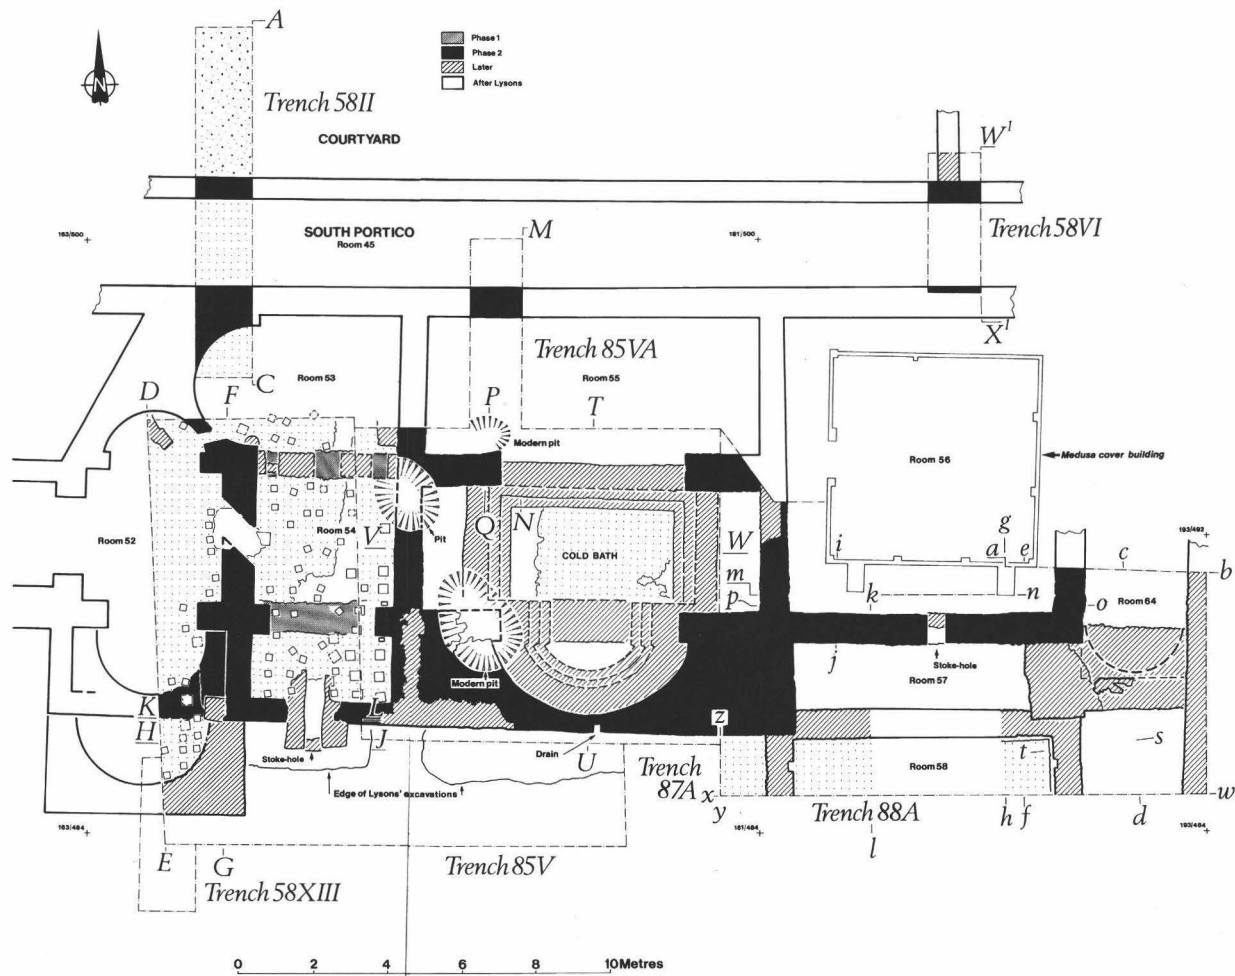 A
Phase 1
Phase 2
Later
After Lysons
N
Trench 58II
COURTYARD
W¹
163/500
SOUTH PORTICO
Room 45
M
181/500
Trench 58VI
X¹
Trench 85VA
Room 53
Room 55
D
F
C
P
T
Modern pit
Room 56
Medusa cover building
Room 52
Room 54
V
Pit
Q
N
COLD BATH
W
m
p
g
i
a
e
c
193/492
b
k
n
o
Room 64
j
Stoke-hole
Room 57
Modern pit
K
H
L
J
z
Stoke-hole
Drain
U
t
s
Edge of Lysons' excavations
Trench
87A
x
y
Room 58
w
163/484
181/484
Trench 88A
h
f
d
193/484
l
E
G
Trench 58XIII
Trench 85V
0
2
4
6
8
10 Metres